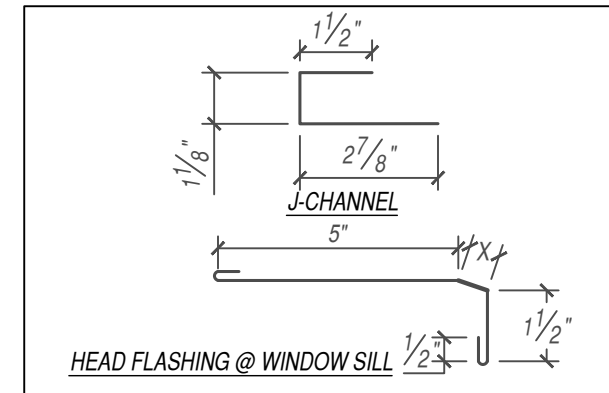 1 1/2"
1 1/8"
2 7/8"
J-CHANNEL
5"
X
1 1/2"
1/2"
HEAD FLASHING @ WINDOW SILL